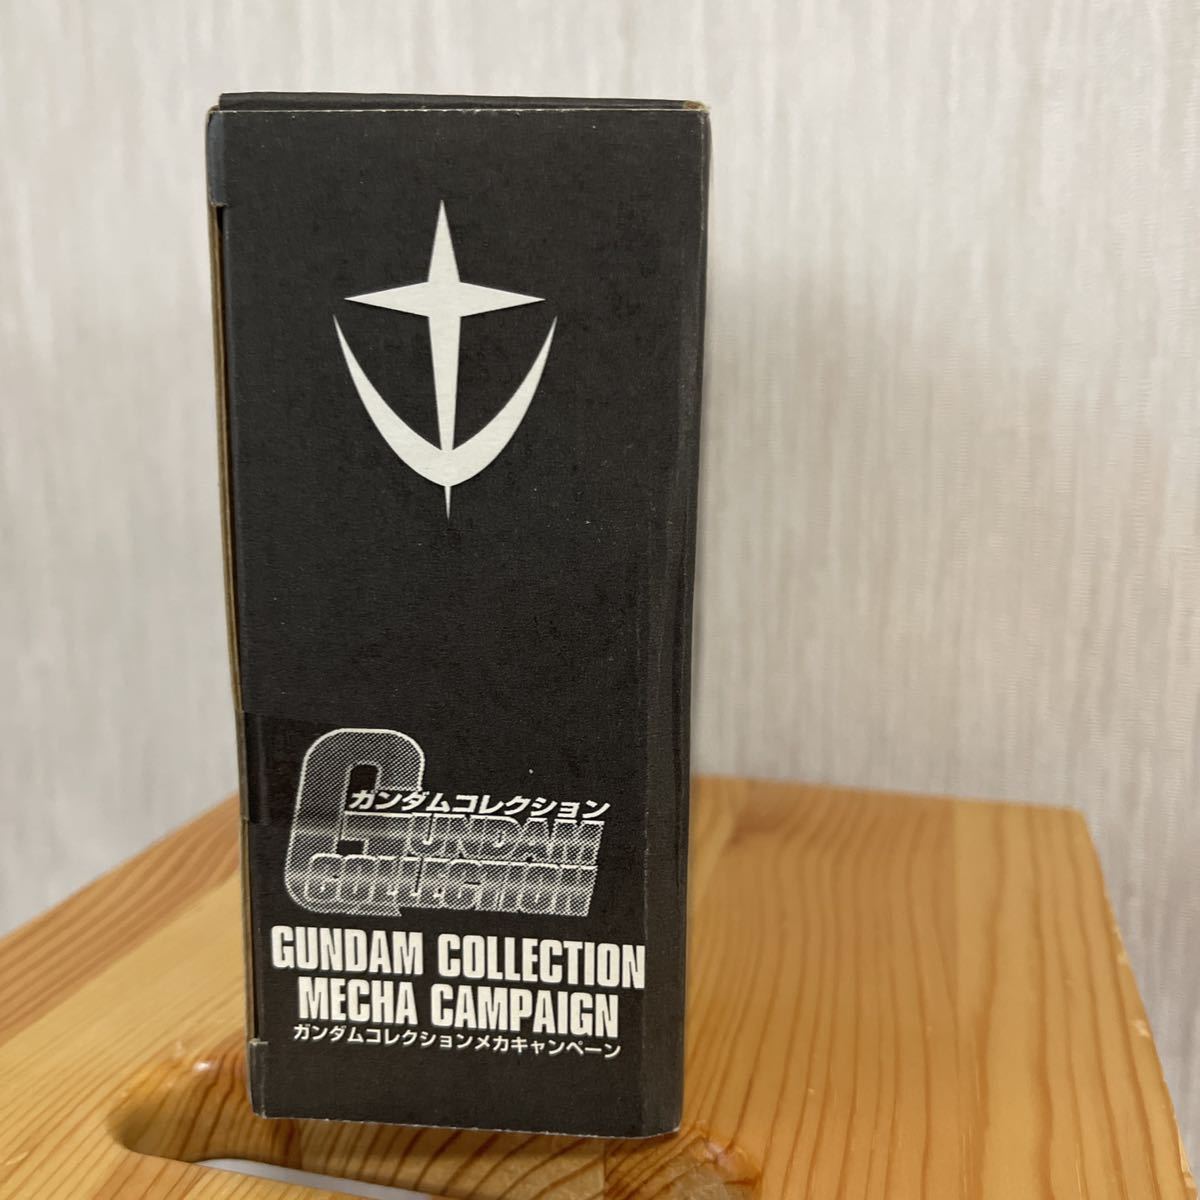 ガンダムコレクション
GUNDAM
COLLECTION
GUNDAM COLLECTION
MECHA CAMPAIGN
ガンダムコレクションメカキャンペーン